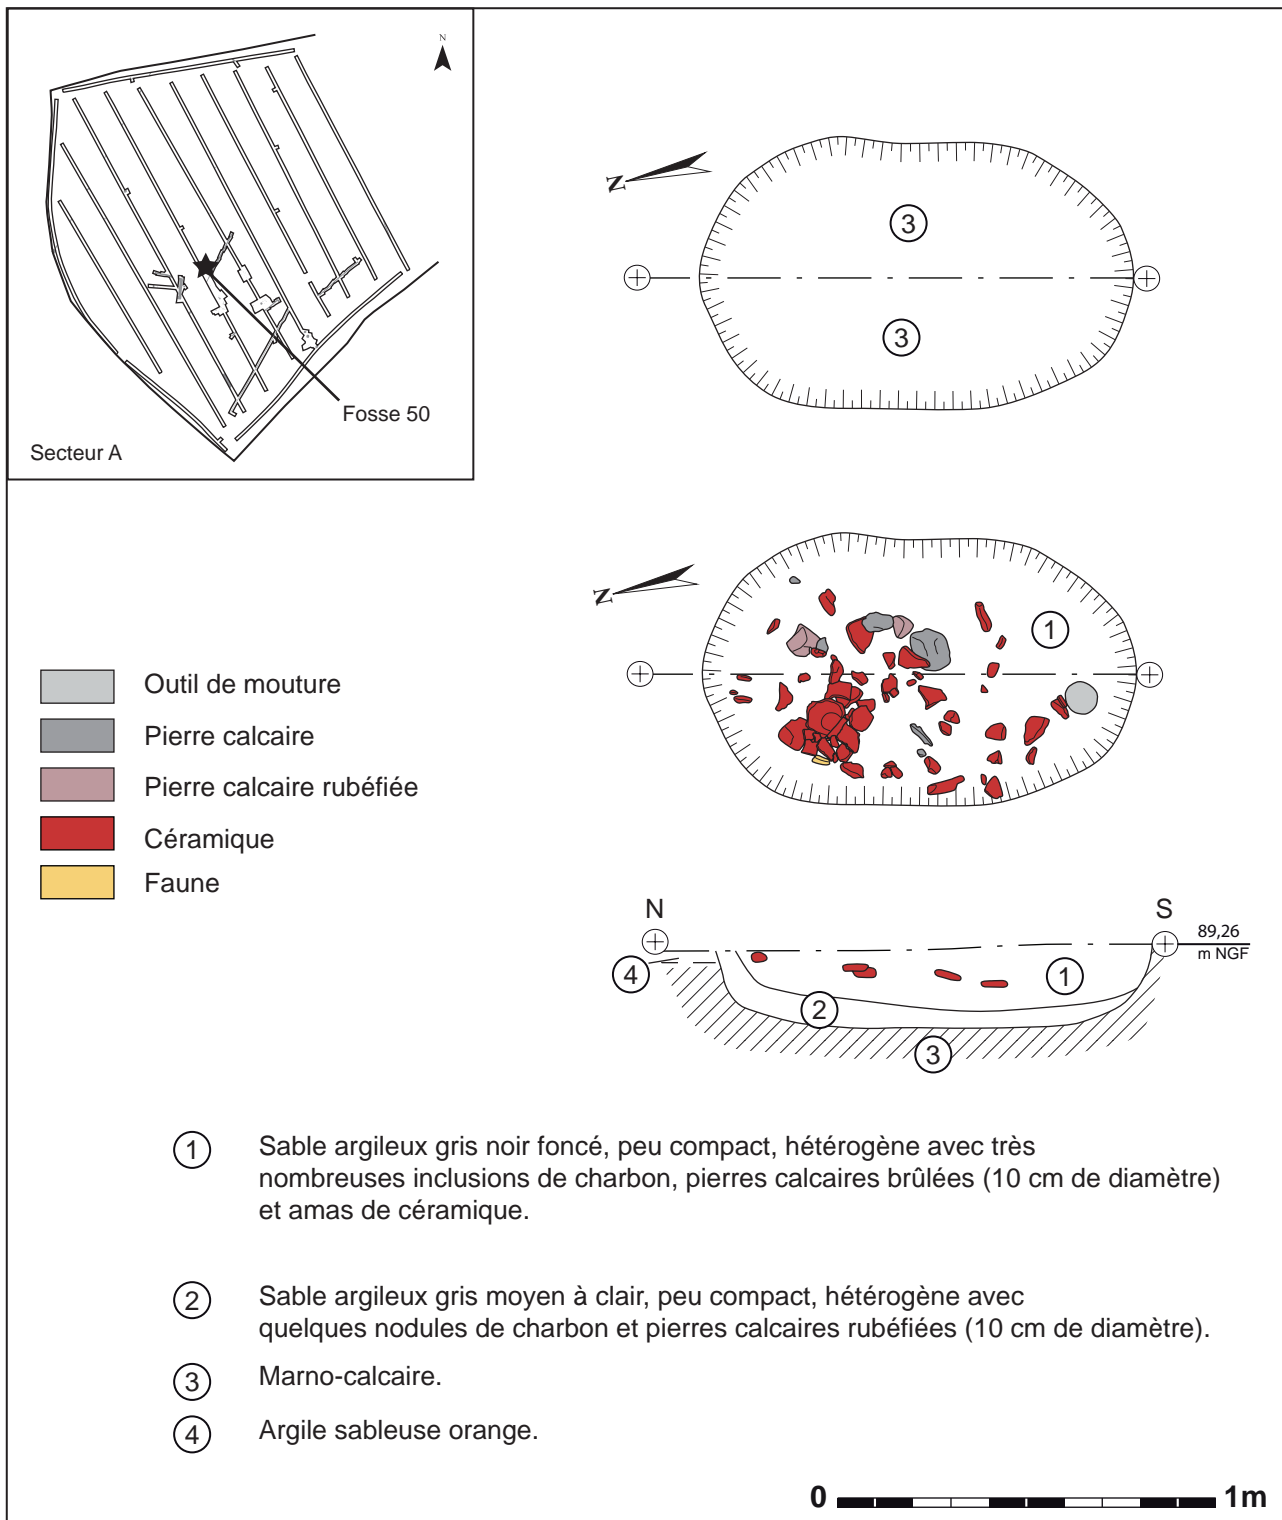 N
Fosse 50
Secteur A
N
3
3
N
1
Outil de mouture
Pierre calcaire
Pierre calcaire rubéfiée
Céramique
Faune
N
S
89,26
m NGF
4
1
2
3
1 Sable argileux gris noir foncé, peu compact, hétérogène avec très
nombreuses inclusions de charbon, pierres calcaires brûlées (10 cm de diamètre)
et amas de céramique.
2 Sable argileux gris moyen à clair, peu compact, hétérogène avec
quelques nodules de charbon et pierres calcaires rubéfiées (10 cm de diamètre).
3 Marno-calcaire.
4 Argile sableuse orange.
0 1m